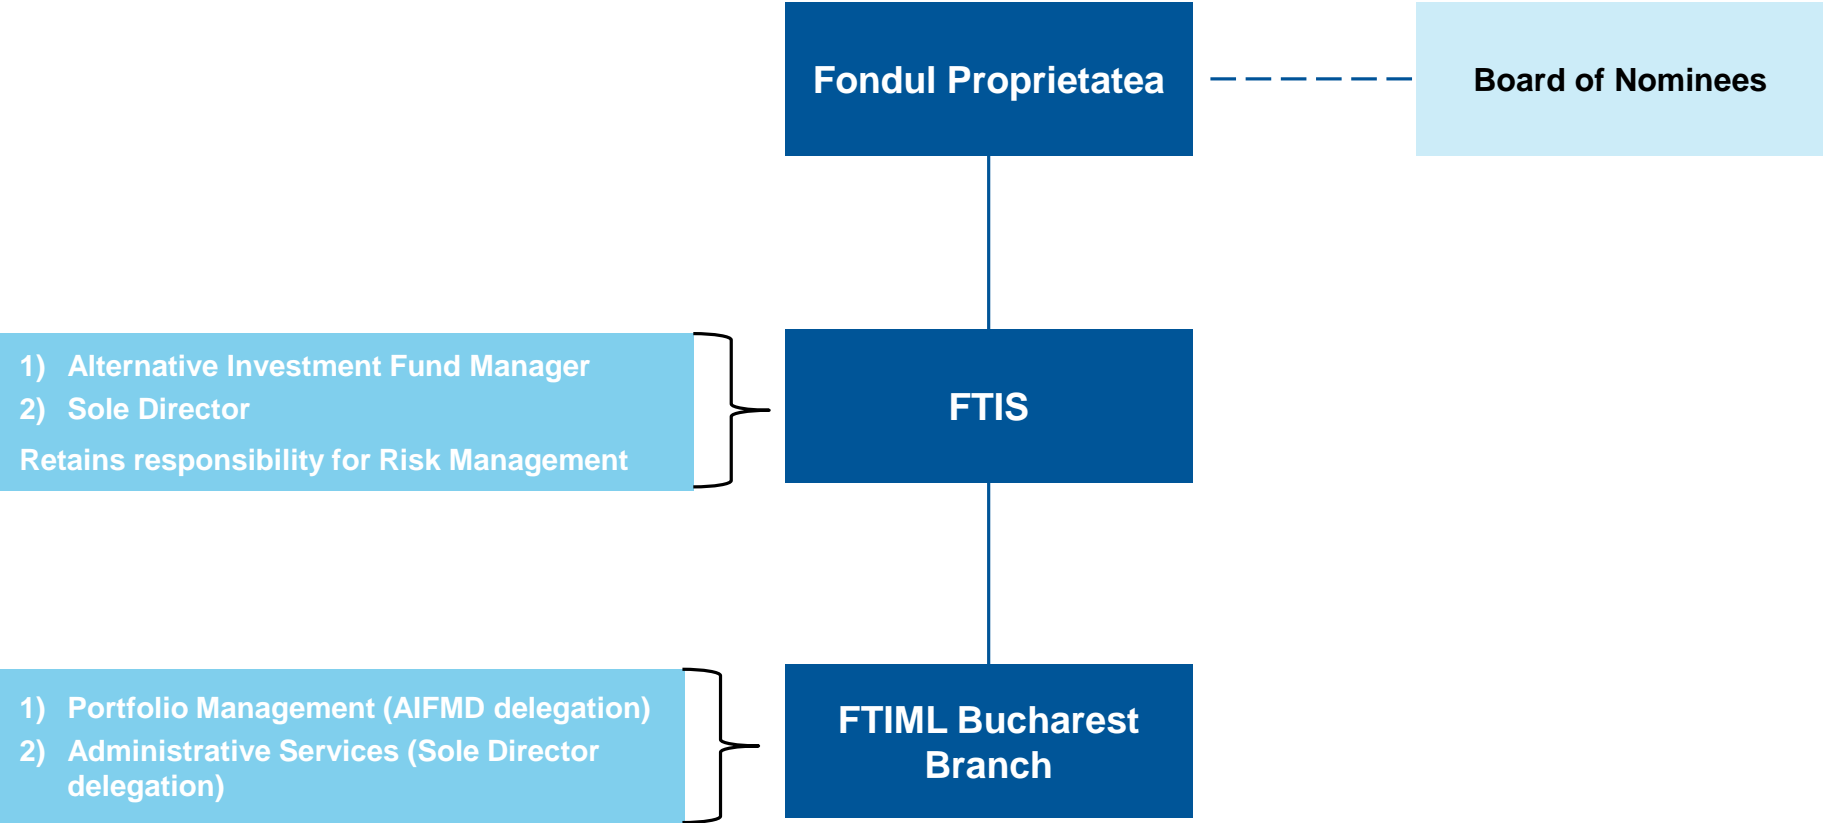 Fondul Proprietatea
Board of Nominees
1) Alternative Investment Fund Manager
2) Sole Director
Retains responsibility for Risk Management
FTIS
1) Portfolio Management (AIFMD delegation)
2) Administrative Services (Sole Director
delegation)
FTIML Bucharest
Branch